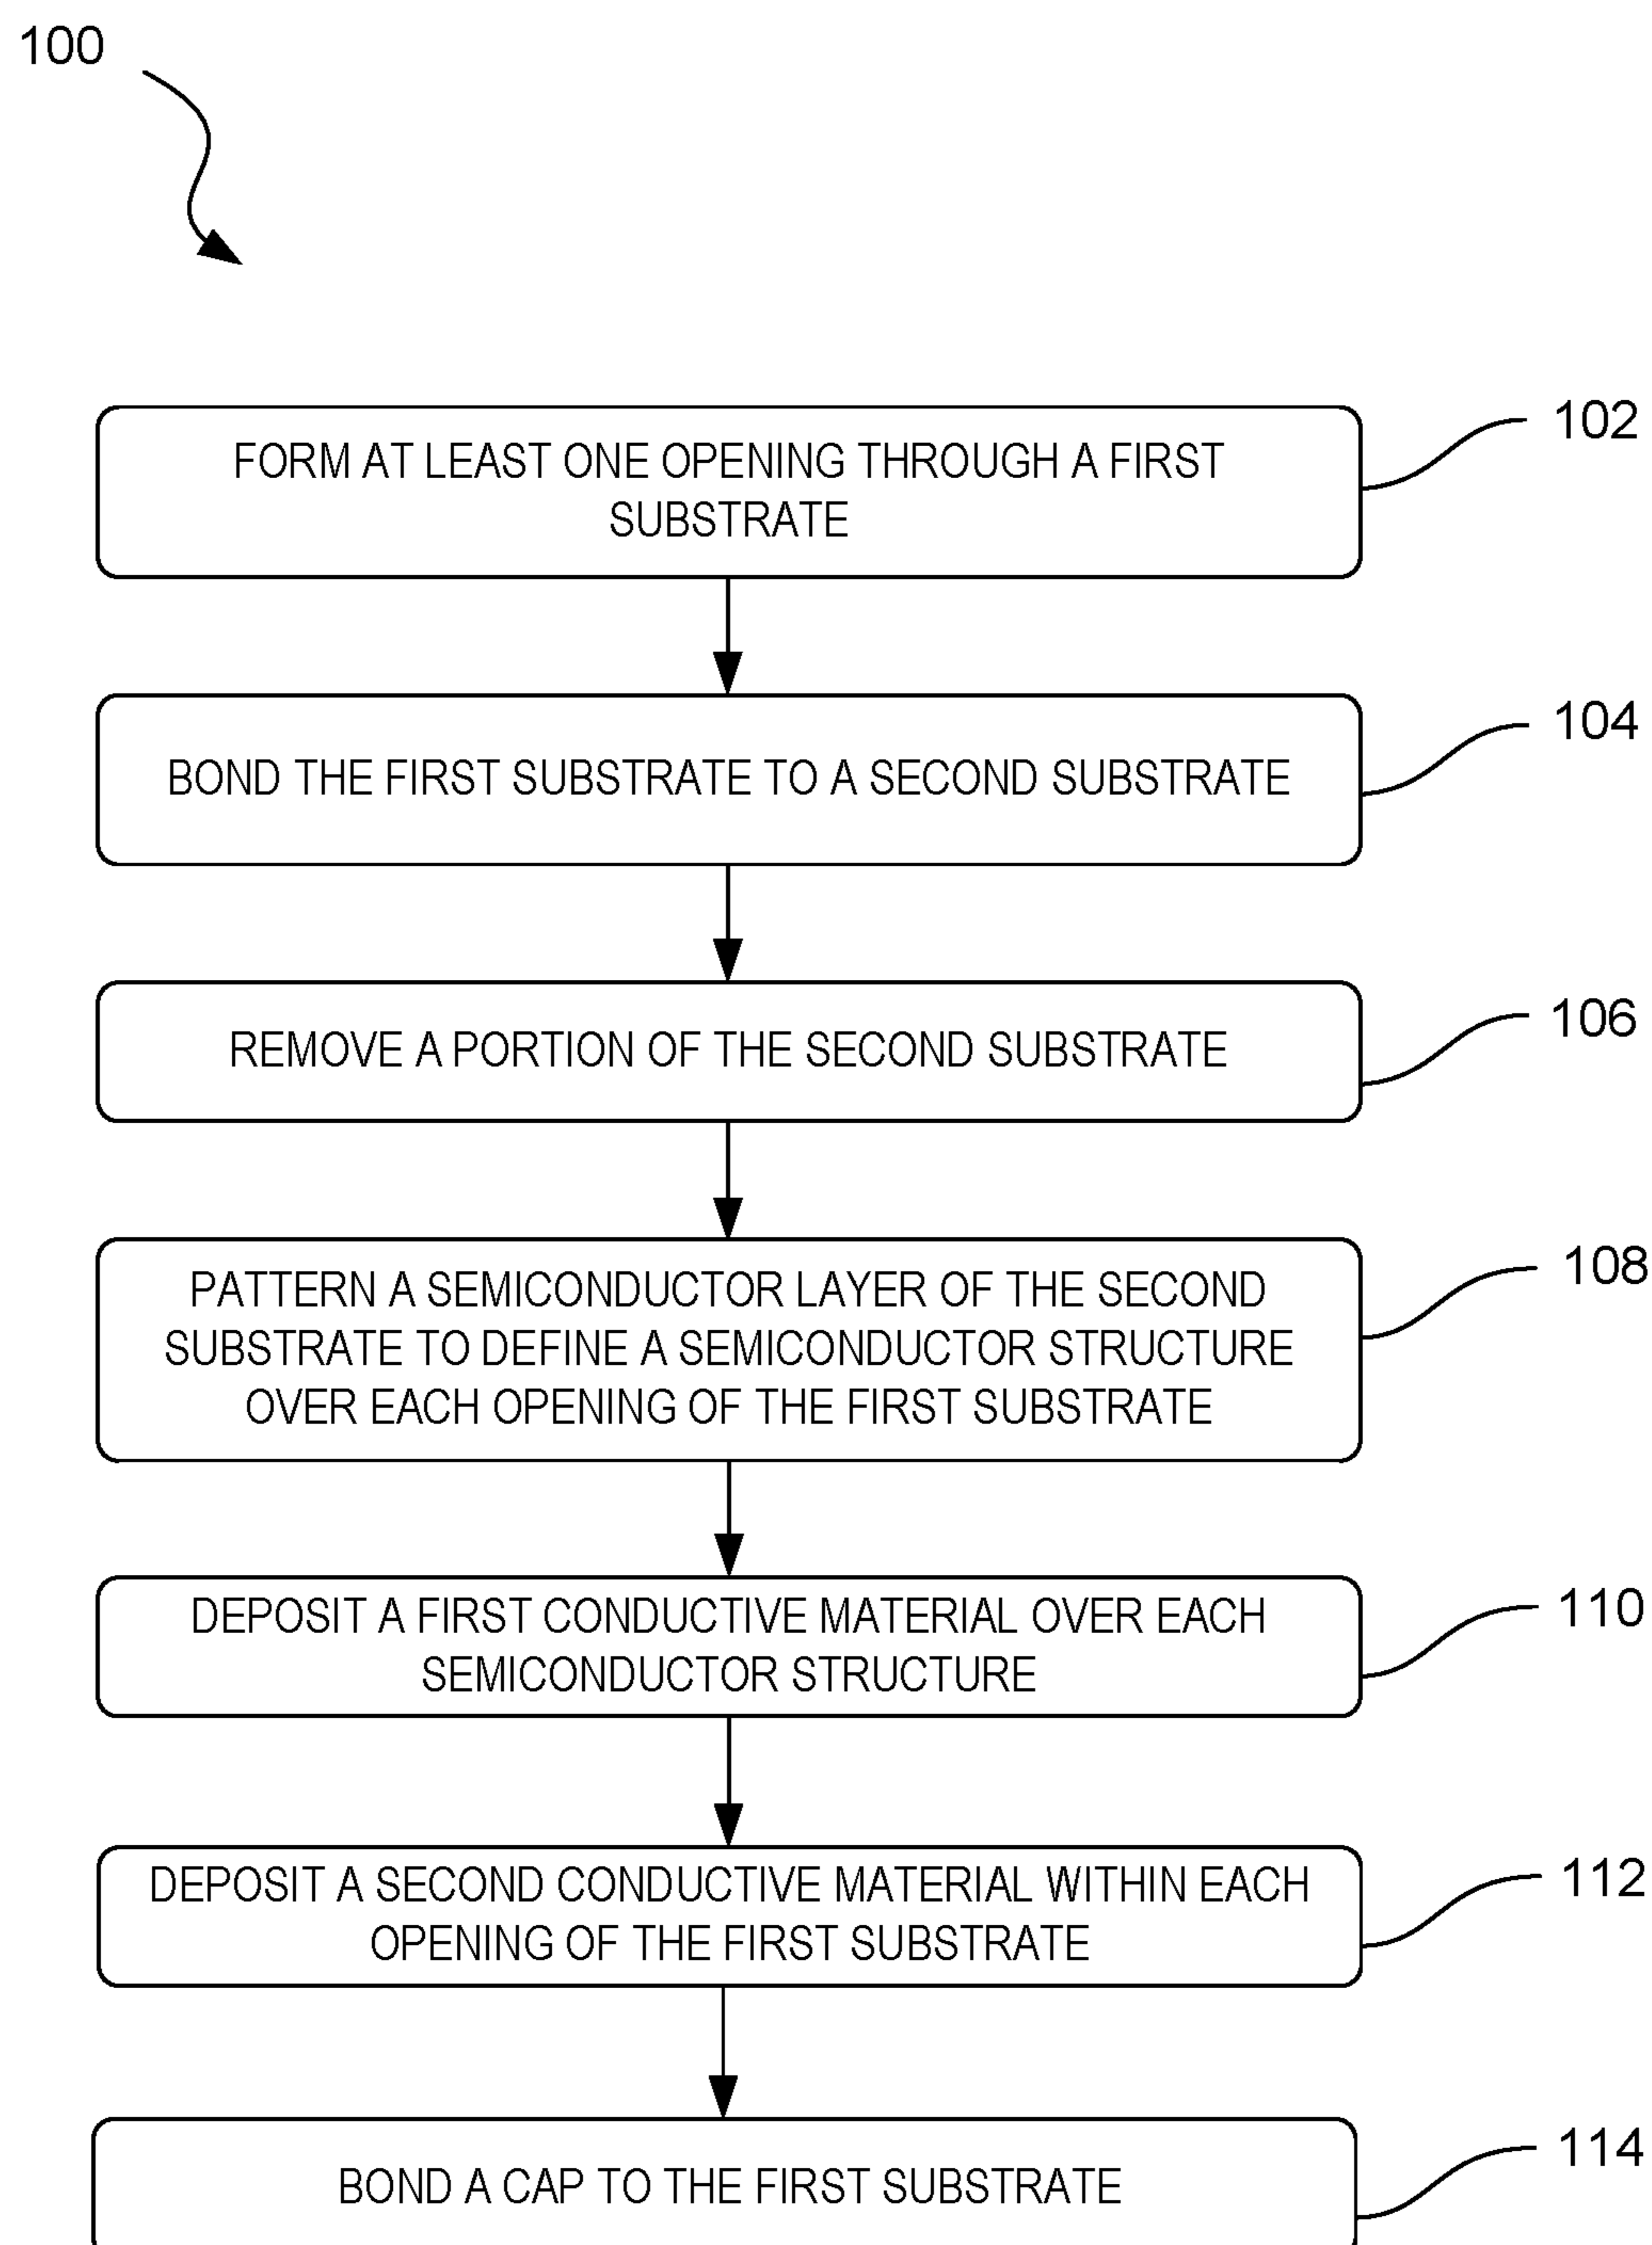 100
FORM AT LEAST ONE OPENING THROUGH A FIRST
SUBSTRATE
102
BOND THE FIRST SUBSTRATE TO A SECOND SUBSTRATE
104
REMOVE A PORTION OF THE SECOND SUBSTRATE
106
PATTERN A SEMICONDUCTOR LAYER OF THE SECOND
SUBSTRATE TO DEFINE A SEMICONDUCTOR STRUCTURE
OVER EACH OPENING OF THE FIRST SUBSTRATE
108
DEPOSIT A FIRST CONDUCTIVE MATERIAL OVER EACH
SEMICONDUCTOR STRUCTURE
110
DEPOSIT A SECOND CONDUCTIVE MATERIAL WITHIN EACH
OPENING OF THE FIRST SUBSTRATE
112
BOND A CAP TO THE FIRST SUBSTRATE
114